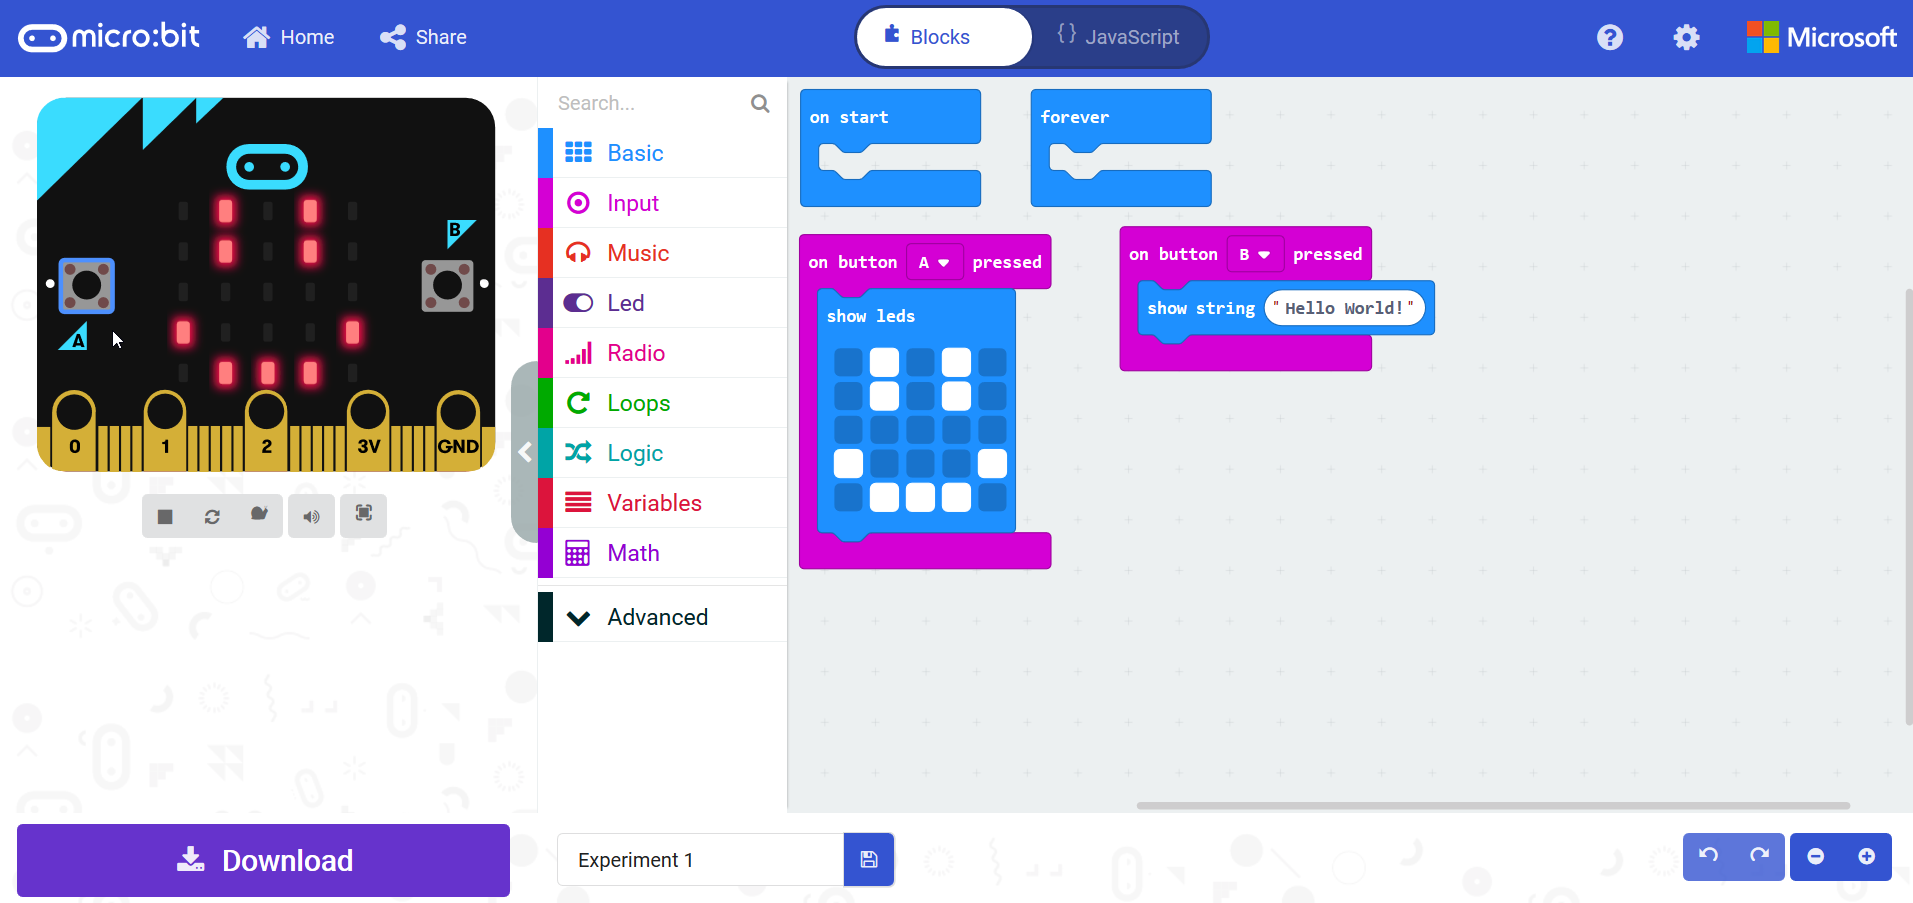 micro:bit
Home
Share
Blocks
{ } JavaScript
?
Microsoft
B
A
0 1 2 3V GND
Search...
Basic
Input
Music
Led
Radio
Loops
Logic
Variables
Math
Advanced
on start
forever
on button A pressed
show leds
on button B pressed
show string "Hello World!"
Download
Experiment 1